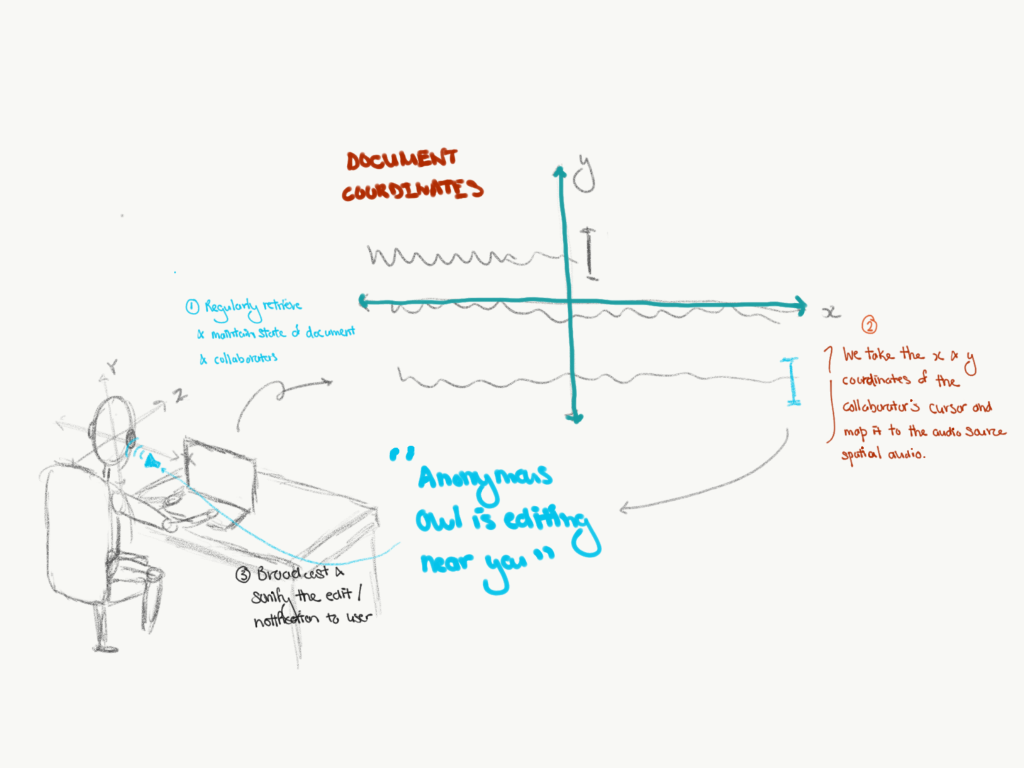 DOCUMENT
COORDINATES
y
x
① Regularly retrieve
& maintain state of document
& collaborators
②
We take the x & y
coordinates of the
collaborator's cursor and
map it to the audio source
spatial audio.
Y
Z
X
"Anonymous
Owl is editing
near you"
③ Broadcast &
sonify the edit/
notification to user